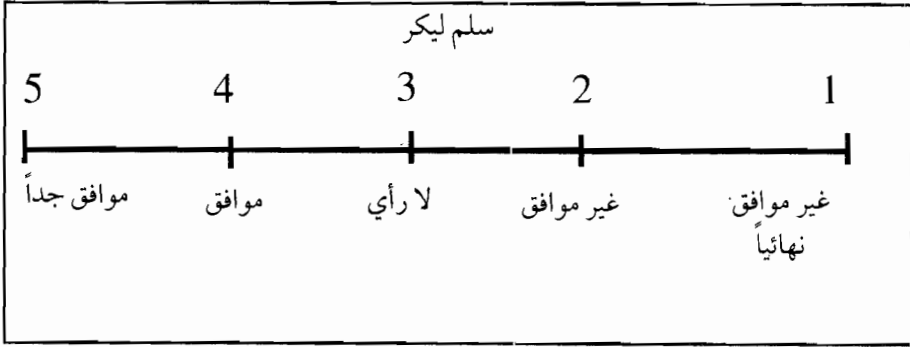 سلم ليكر
1 2 3 4 5
غير موافق نهائياً
غير موافق
لا رأي
موافق
موافق جداً